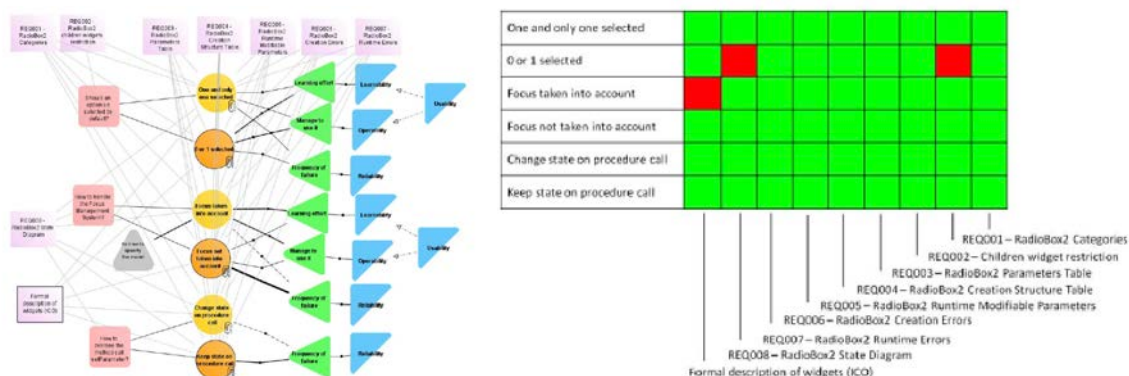 REQ001 -
RadioBox2
Categories
REQ002 -
RadioBox2
children widgets
restriction
REQ003 -
RadioBox2
Parameters
Table
REQ004 -
RadioBox2
Creation
Structure Table
REQ005 -
RadioBox2
Runtime
Modifiable
Parameters
REQ006 -
RadioBox2
Creation Errors
REQ007 -
RadioBox2
Runtime Errors
Should an
option be
selected by
default?
One and only
one selected
Learning effort
Learnability
Usability
0 or 1 selected
Manage to
use it
Operability
Frequency of
failure
Reliability
How to handle
the Focus
Management
System?
Focus taken
into account
Learning effort
Learnability
REQ008 -
RadioBox2 State
Diagram
Focus not
taken into
account
Manage to
use it
Operability
Usability
Formal
description of
widgets (ICO)
Frequency of
failure
Reliability
Change state
on procedure
call
How to
process the
multiple call
setParameter?
Keep state on
procedure call
Frequency of
failure
Reliability
One and only one selected
0 or 1 selected
Focus taken into account
Focus not taken into account
Change state on procedure call
Keep state on procedure call
REQ001 – RadioBox2 Categories
REQ002 – Children widget restriction
REQ003 – RadioBox2 Parameters Table
REQ004 – RadioBox2 Creation Structure Table
REQ005 – RadioBox2 Runtime Modifiable Parameters
REQ006 – RadioBox2 Creation Errors
REQ007 – RadioBox2 Runtime Errors
REQ008 – RadioBox2 State Diagram
Formal description of widgets (ICO)